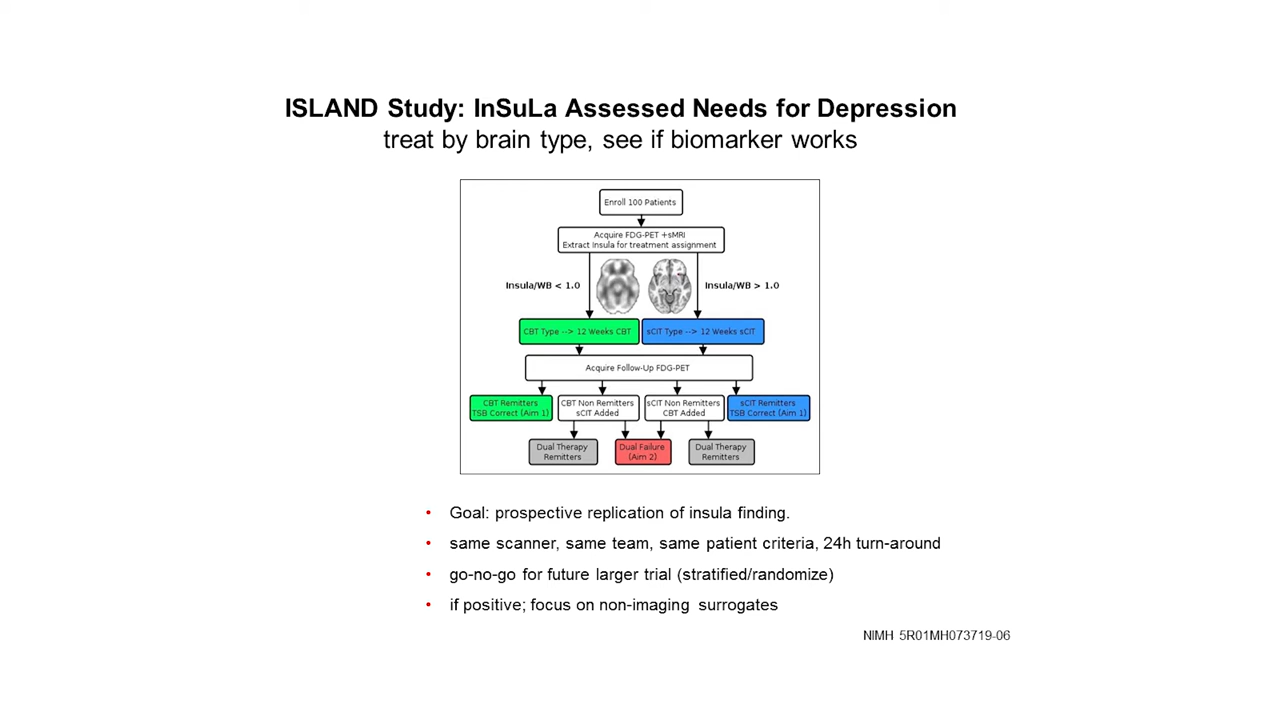 ISLAND Study: InSuLa Assessed Needs for Depression
treat by brain type, see if biomarker works
Enroll 100 Patients
Acquire FDG-PET +sMRI
Extract Insula for treatment assignment
Insula/WB < 1.0
Insula/WB > 1.0
CBT Type --> 12 Weeks CBT
sCIT Type --> 12 Weeks sCIT
Acquire Follow-Up FDG-PET
CBT Remitters
TSB Correct (Aim 1)
CBT Non Remitters
sCIT Added
sCIT Non Remitters
CBT Added
sCIT Remitters
TSB Correct (Aim 1)
Dual Therapy
Remitters
Dual Failure
(Aim 2)
Dual Therapy
Remitters
• Goal: prospective replication of insula finding.
• same scanner, same team, same patient criteria, 24h turn-around
• go-no-go for future larger trial (stratified/randomize)
• if positive; focus on non-imaging surrogates
NIMH 5R01MH073719-06